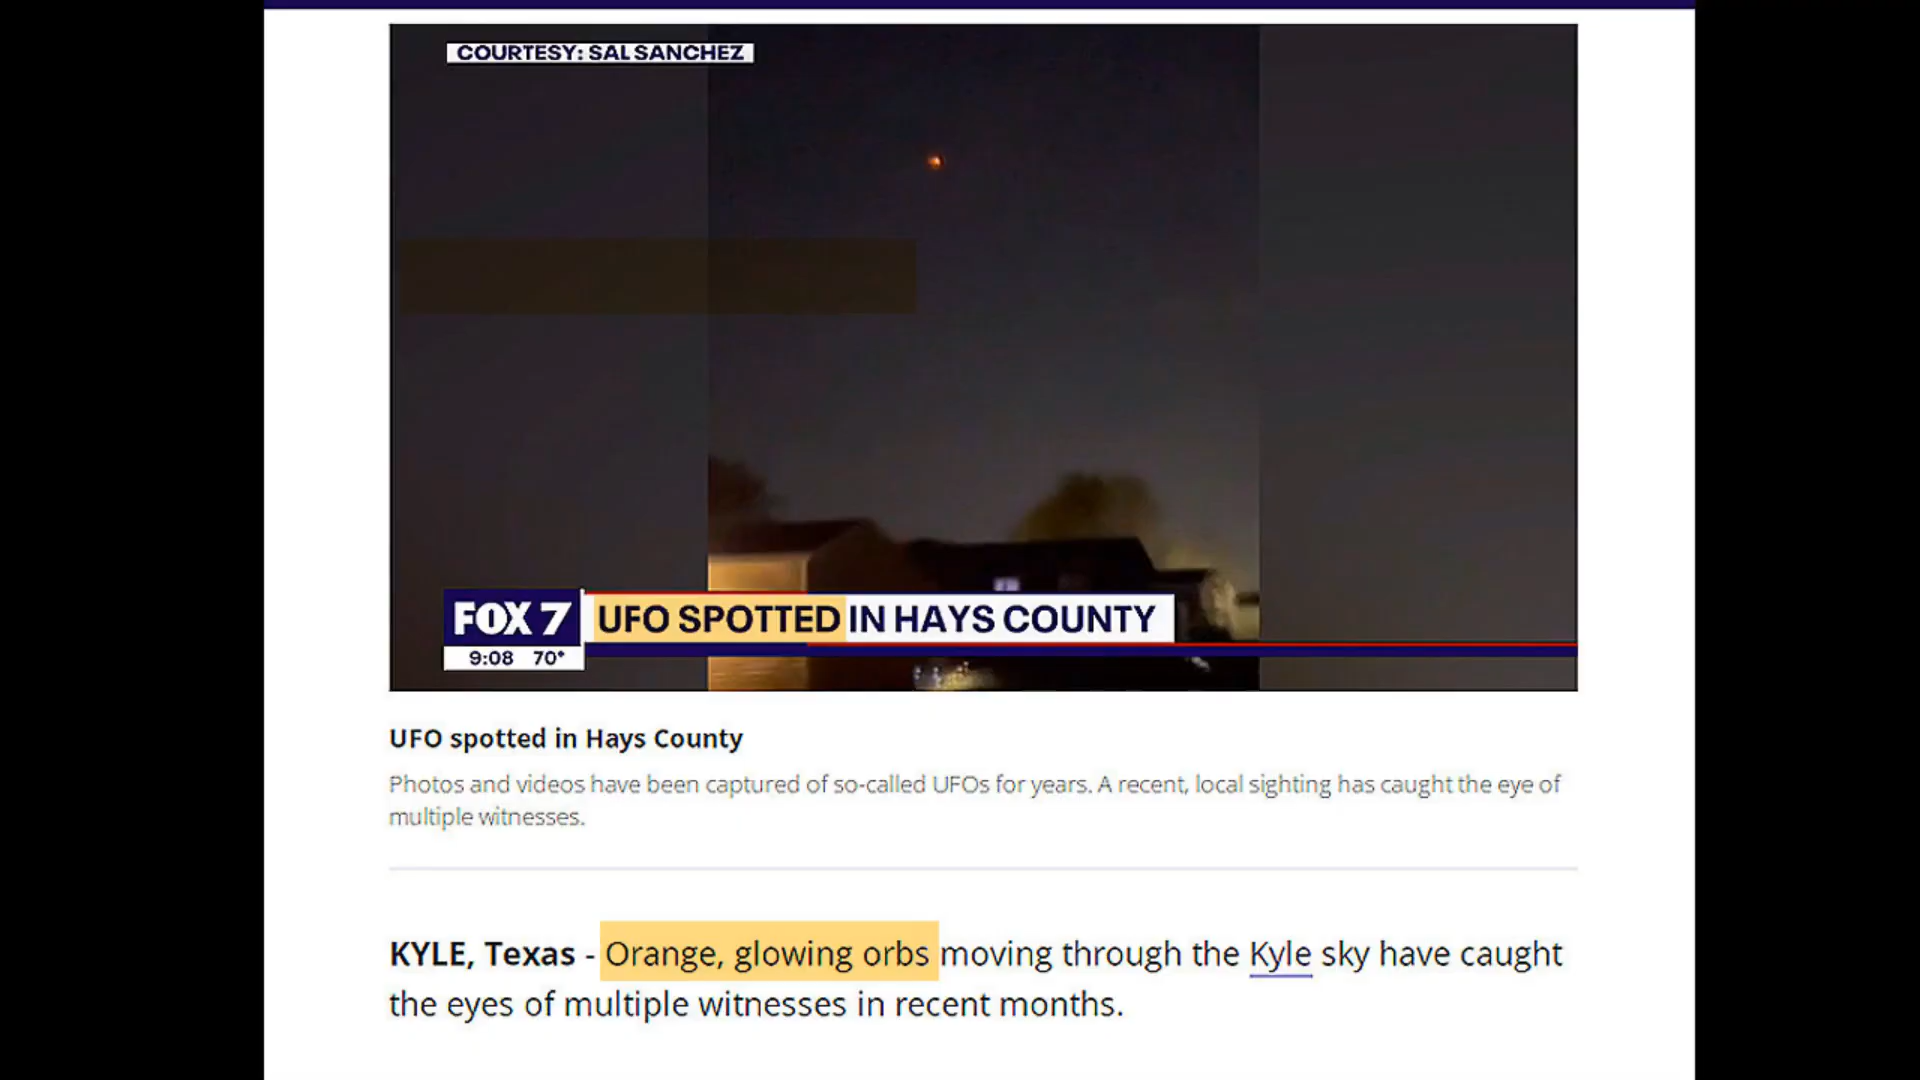 COURTESY: SAL SANCHEZ
FOX 7
UFO SPOTTED IN HAYS COUNTY
9:08 70°
UFO spotted in Hays County
Photos and videos have been captured of so-called UFOs for years. A recent, local sighting has caught the eye of
multiple witnesses.
KYLE, Texas - Orange, glowing orbs moving through the Kyle sky have caught
the eyes of multiple witnesses in recent months.